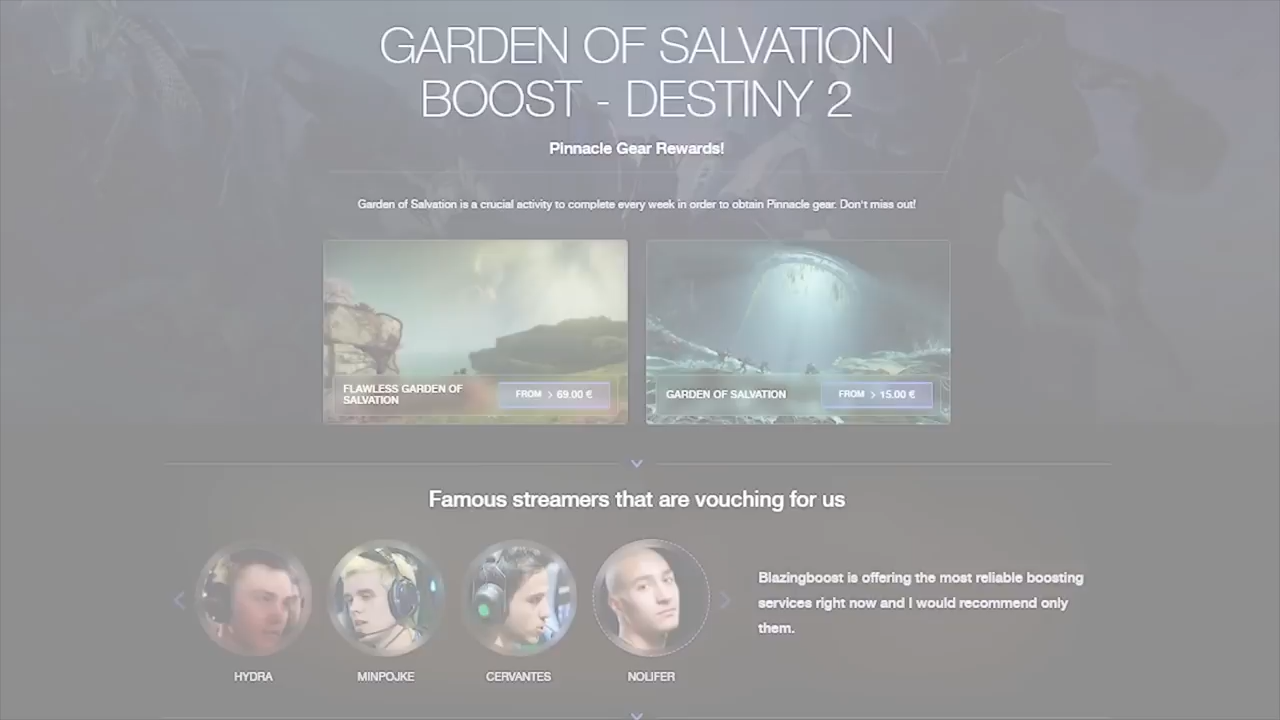 GARDEN OF SALVATION
BOOST - DESTINY 2
Pinnacle Gear Rewards!
Garden of Salvation is a crucial activity to complete every week in order to obtain Pinnacle gear. Don't miss out!
FLAWLESS GARDEN OF
SALVATION
FROM > 69.00 €
GARDEN OF SALVATION
FROM > 15.00 €
Famous streamers that are vouching for us
Blazingboost is offering the most reliable boosting
services right now and I would recommend only
them.
HYDRA
MINPOJKE
CERVANTES
NOLIFER